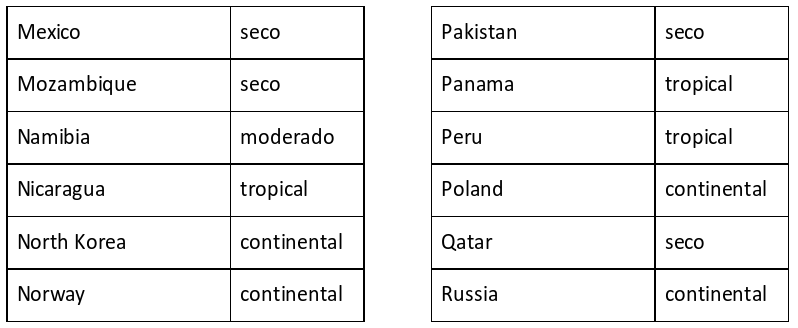 Mexico seco
Mozambique seco
Namibia moderado
Nicaragua tropical
North Korea continental
Norway continental
Pakistan seco
Panama tropical
Peru tropical
Poland continental
Qatar seco
Russia continental